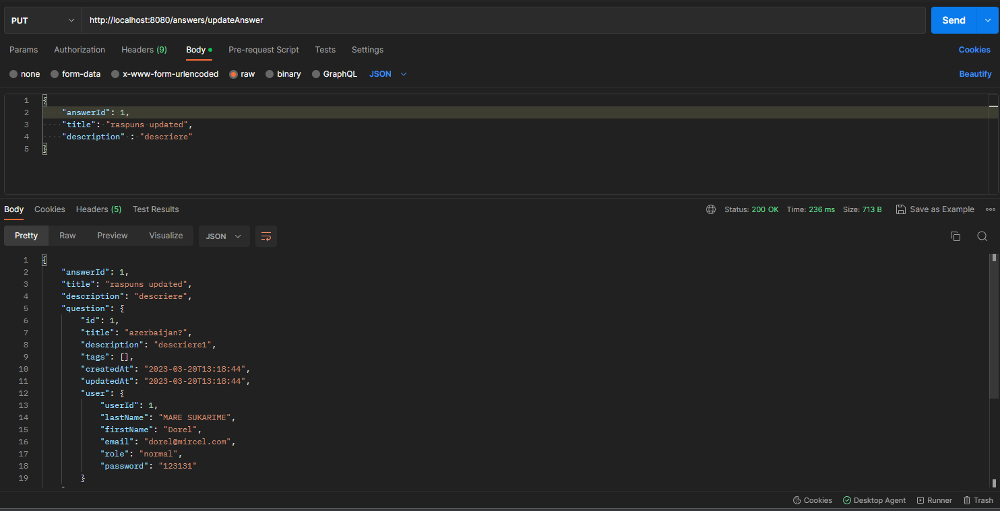 PUT http://localhost:8080/answers/updateAnswer Send
Params Authorization Headers (9) Body Pre-request Script Tests Settings Cookies
none form-data x-www-form-urlencoded raw binary GraphQL JSON Beautify
1 {
2 "answerId": 1,
3 "title": "raspuns updated",
4 "description" : "descriere"
5 }
Body Cookies Headers (5) Test Results Status: 200 OK Time: 236 ms Size: 713 B Save as Example
Pretty Raw Preview Visualize JSON
1 {
2 "answerId": 1,
3 "title": "raspuns updated",
4 "description": "descriere",
5 "question": {
6 "id": 1,
7 "title": "azerbaijan?",
8 "description": "descriere1",
9 "tags": [],
10 "createdAt": "2023-03-20T13:18:44",
11 "updatedAt": "2023-03-20T13:18:44",
12 "user": {
13 "userId": 1,
14 "lastName": "MARE SUKARIME",
15 "firstName": "Dorel",
16 "email": "dorel@mircel.com",
17 "role": "normal",
18 "password": "123131"
19 }
Cookies Desktop Agent Runner Trash